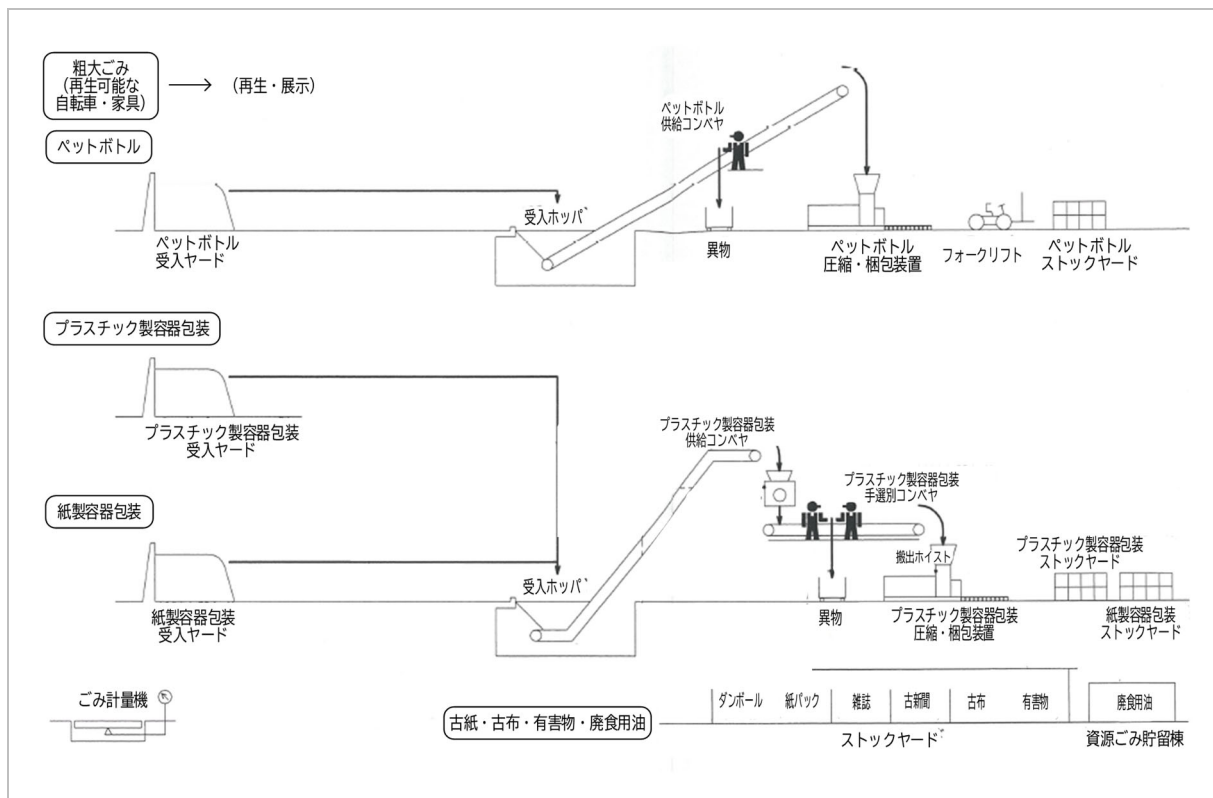 粗大ごみ
(再生可能な
自転車・家具)
(再生・展示)
ペットボトル
ペットボトル
供給コンベヤ
受入ホッパ
ペットボトル
受入ヤード
異物
ペットボトル
圧縮・梱包装置
フォークリフト
ペットボトル
ストックヤード
プラスチック製容器包装
プラスチック製容器包装
受入ヤード
プラスチック製容器包装
供給コンベヤ
プラスチック製容器包装
手選別コンベヤ
紙製容器包装
搬出ホイスト
プラスチック製容器包装
ストックヤード
受入ホッパ
紙製容器包装
受入ヤード
異物
プラスチック製容器包装
圧縮・梱包装置
紙製容器包装
ストックヤード
ごみ計量機
古紙・古布・有害物・廃食用油
ダンボール
紙パック
雑誌
古新聞
古布
有害物
廃食用油
ストックヤード
資源ごみ貯留棟